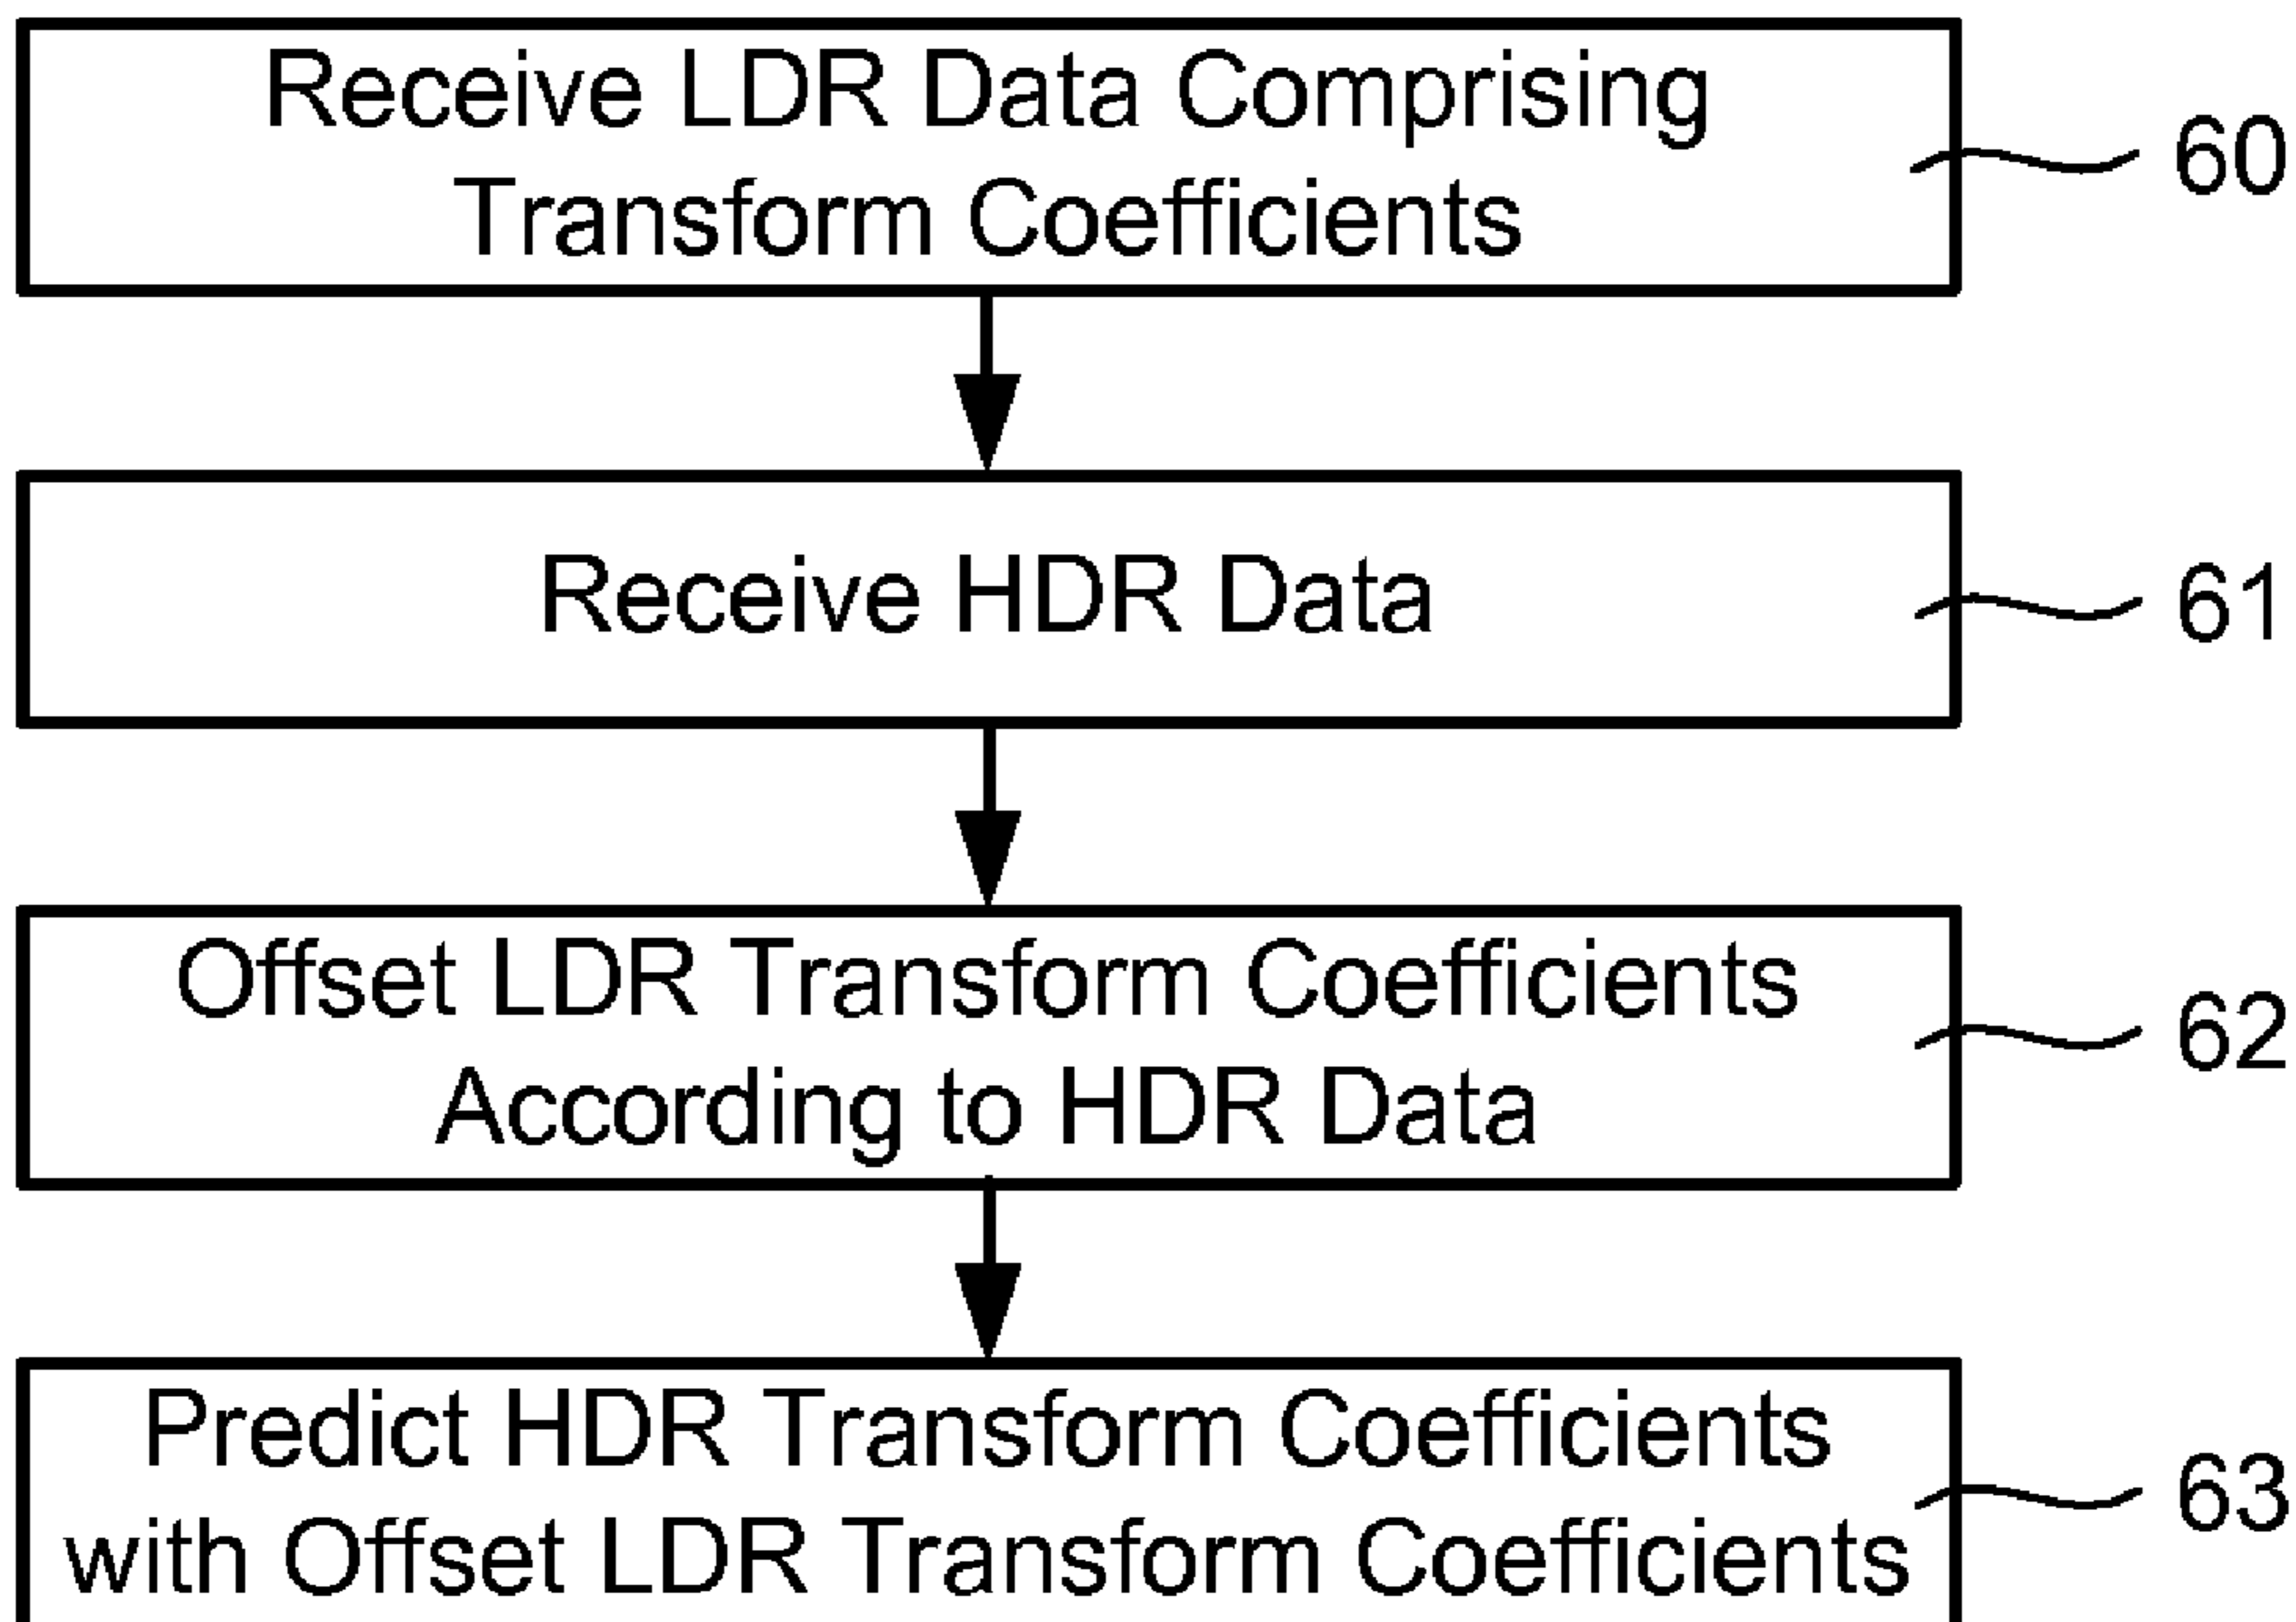 Receive LDR Data Comprising
Transform Coefficients
60
Receive HDR Data
61
Offset LDR Transform Coefficients
According to HDR Data
62
Predict HDR Transform Coefficients
with Offset LDR Transform Coefficients
63